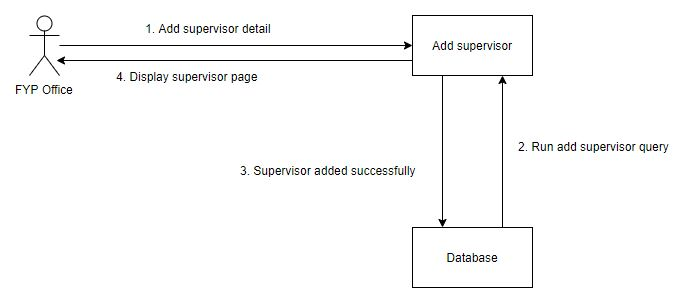 1. Add supervisor detail
Add supervisor
4. Display supervisor page
FYP Office
2. Run add supervisor query
3. Supervisor added successfully
Database